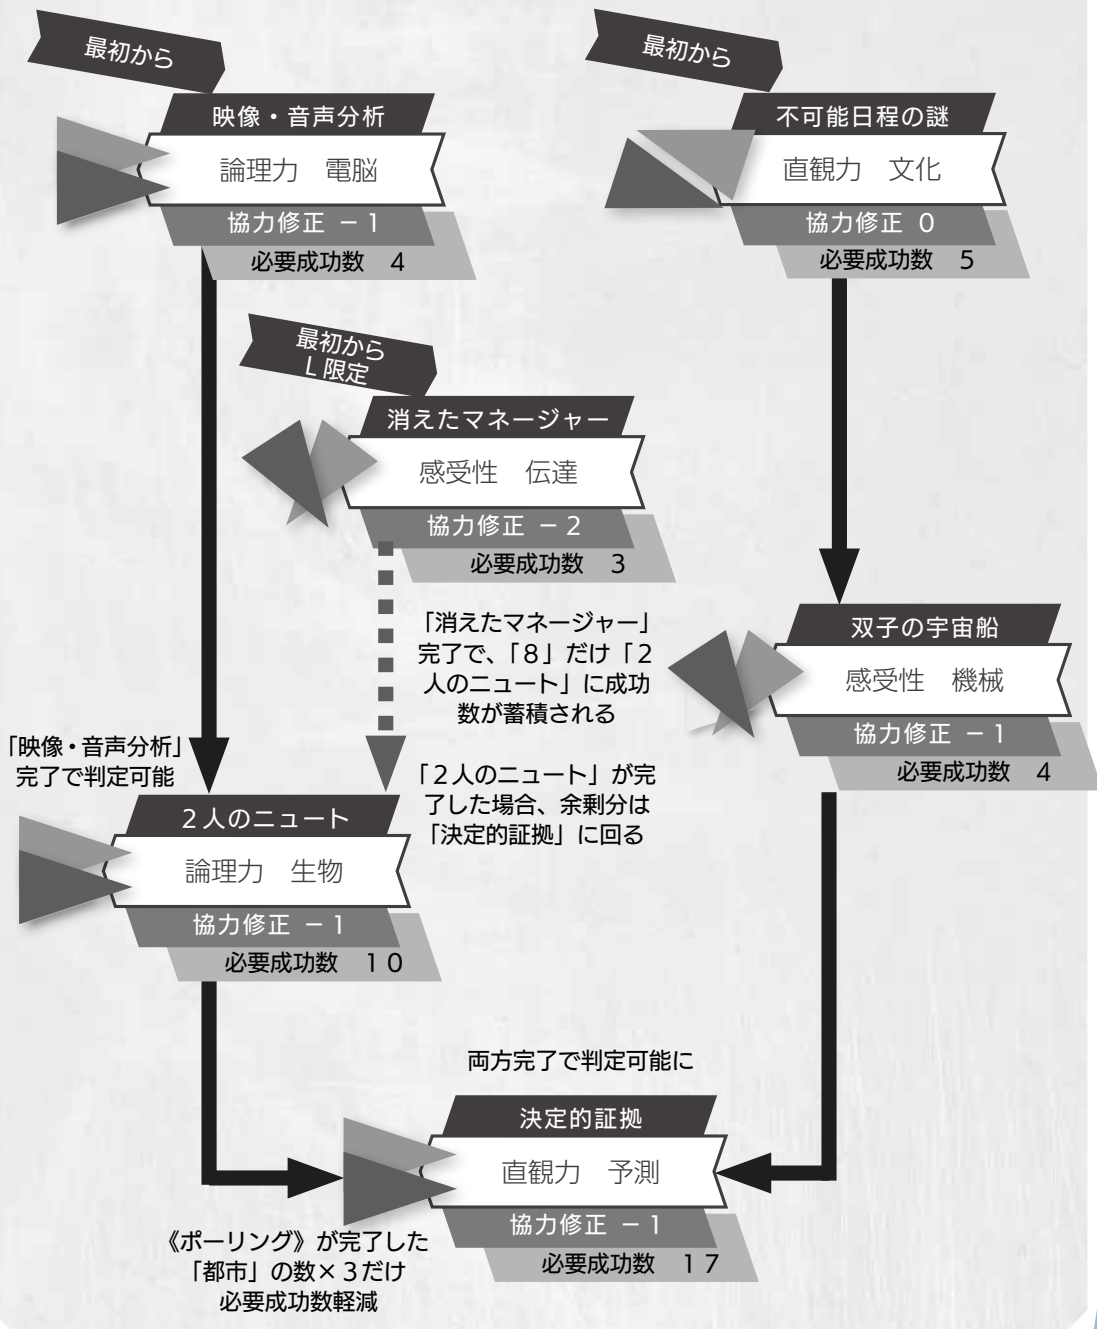 最初から
映像・音声分析
論理力　電脳
協力修正 －1
必要成功数　4
最初から
不可能日程の謎
直観力　文化
協力修正 0
必要成功数　5
最初から
L 限定
消えたマネージャー
感受性　伝達
協力修正 －2
必要成功数　3
「消えたマネージャー」
完了で、「8」だけ「2
人のニュート」に成功
数が蓄積される
双子の宇宙船
感受性　機械
協力修正 －1
必要成功数　4
「映像・音声分析」
完了で判定可能
「2人のニュート」が完
了した場合、余剰分は
「決定的証拠」に回る
2人のニュート
論理力　生物
協力修正 －1
必要成功数　10
両方完了で判定可能に
決定的証拠
直観力　予測
協力修正 －1
必要成功数　17
《ポーリング》が完了した
「都市」の数×3だけ
必要成功数軽減